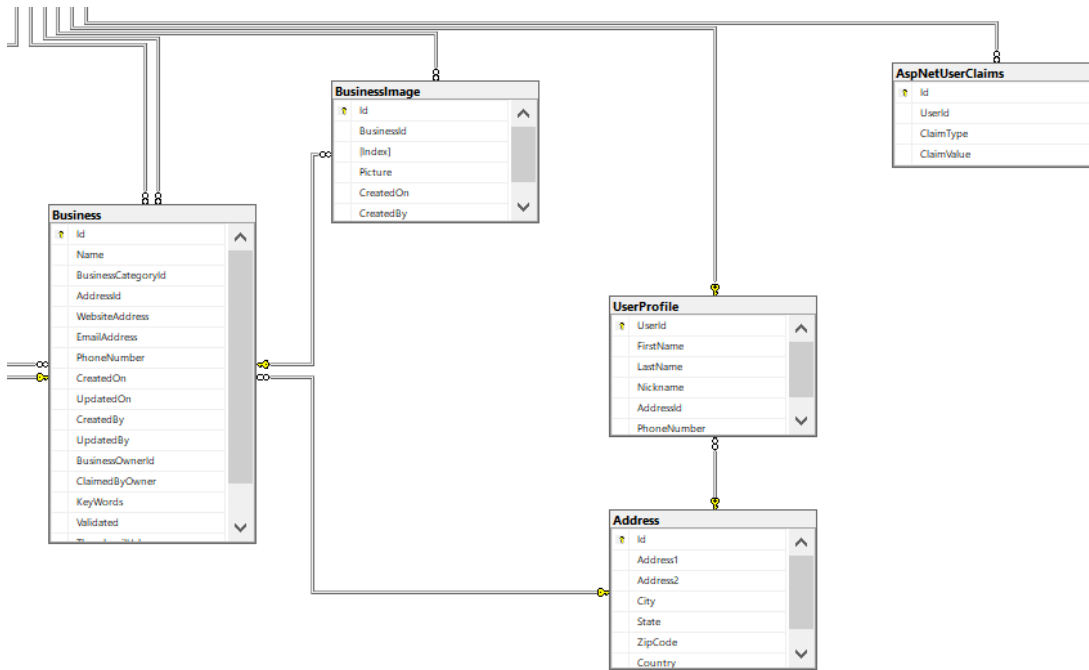 AspNetUserClaims
Id
UserId
ClaimType
ClaimValue
BusinessImage
Id
BusinessId
[Index]
Picture
CreatedOn
CreatedBy
Business
Id
Name
BusinessCategoryId
AddressId
WebsiteAddress
EmailAddress
PhoneNumber
CreatedOn
UpdatedOn
CreatedBy
UpdatedBy
BusinessOwnerId
ClaimedByOwner
KeyWords
Validated
UserProfile
UserId
FirstName
LastName
Nickname
AddressId
PhoneNumber
Address
Id
Address1
Address2
City
State
ZipCode
Country